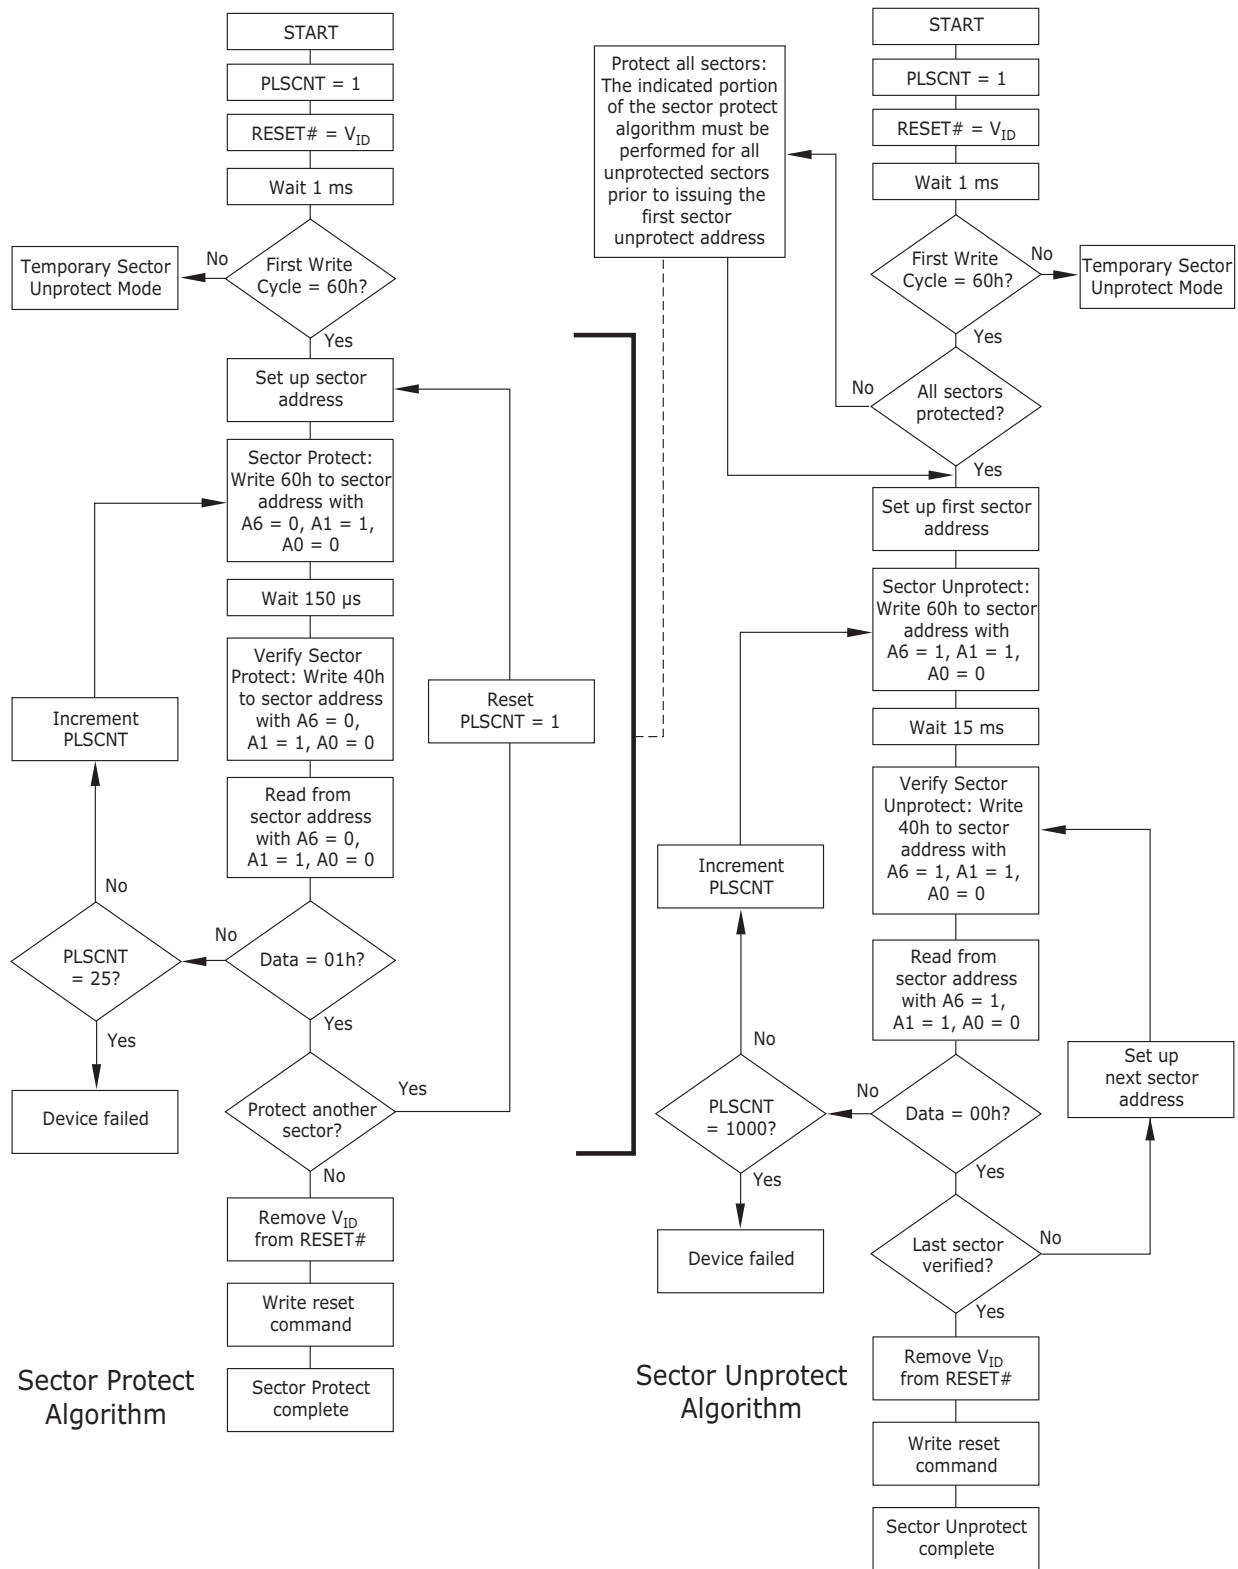 START
PLSCNT = 1
RESET# = VID
Wait 1 ms
First Write
Cycle = 60h?
No
Temporary Sector
Unprotect Mode
Yes
Set up sector
address
Sector Protect:
Write 60h to sector
address with
A6 = 0, A1 = 1,
A0 = 0
Wait 150 µs
Verify Sector
Protect: Write 40h
to sector address
with A6 = 0,
A1 = 1, A0 = 0
Reset
PLSCNT = 1
Increment
PLSCNT
Read from
sector address
with A6 = 0,
A1 = 1, A0 = 0
No
PLSCNT
= 25?
No
Data = 01h?
Yes
Yes
Device failed
Protect another
sector?
Yes
No
Remove VID
from RESET#
Write reset
command
Sector Protect
complete
Sector Protect
Algorithm
Protect all sectors:
The indicated portion
of the sector protect
algorithm must be
performed for all
unprotected sectors
prior to issuing the
first sector
unprotect address
START
PLSCNT = 1
RESET# = VID
Wait 1 ms
First Write
Cycle = 60h?
No
Temporary Sector
Unprotect Mode
Yes
No
All sectors
protected?
Yes
Set up first sector
address
Sector Unprotect:
Write 60h to sector
address with
A6 = 1, A1 = 1,
A0 = 0
Wait 15 ms
Verify Sector
Unprotect: Write
40h to sector
address with
A6 = 1, A1 = 1,
A0 = 0
Increment
PLSCNT
Read from
sector address
with A6 = 1,
A1 = 1, A0 = 0
No
Set up
next sector
address
PLSCNT
= 1000?
No
Data = 00h?
Yes
Yes
Device failed
Last sector
verified?
No
Yes
Remove VID
from RESET#
Write reset
command
Sector Unprotect
complete
Sector Unprotect
Algorithm